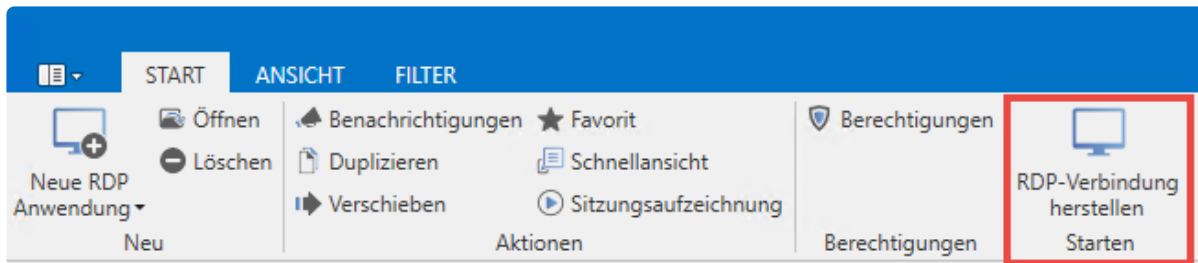 START ANSICHT FILTER
Neue RDP
Anwendung
Öffnen
Löschen
Neu
Benachrichtigungen
Duplizieren
Verschieben
Favorit
Schnellansicht
Sitzungsaufzeichnung
Aktionen
Berechtigungen
Berechtigungen
RDP-Verbindung
herstellen
Starten